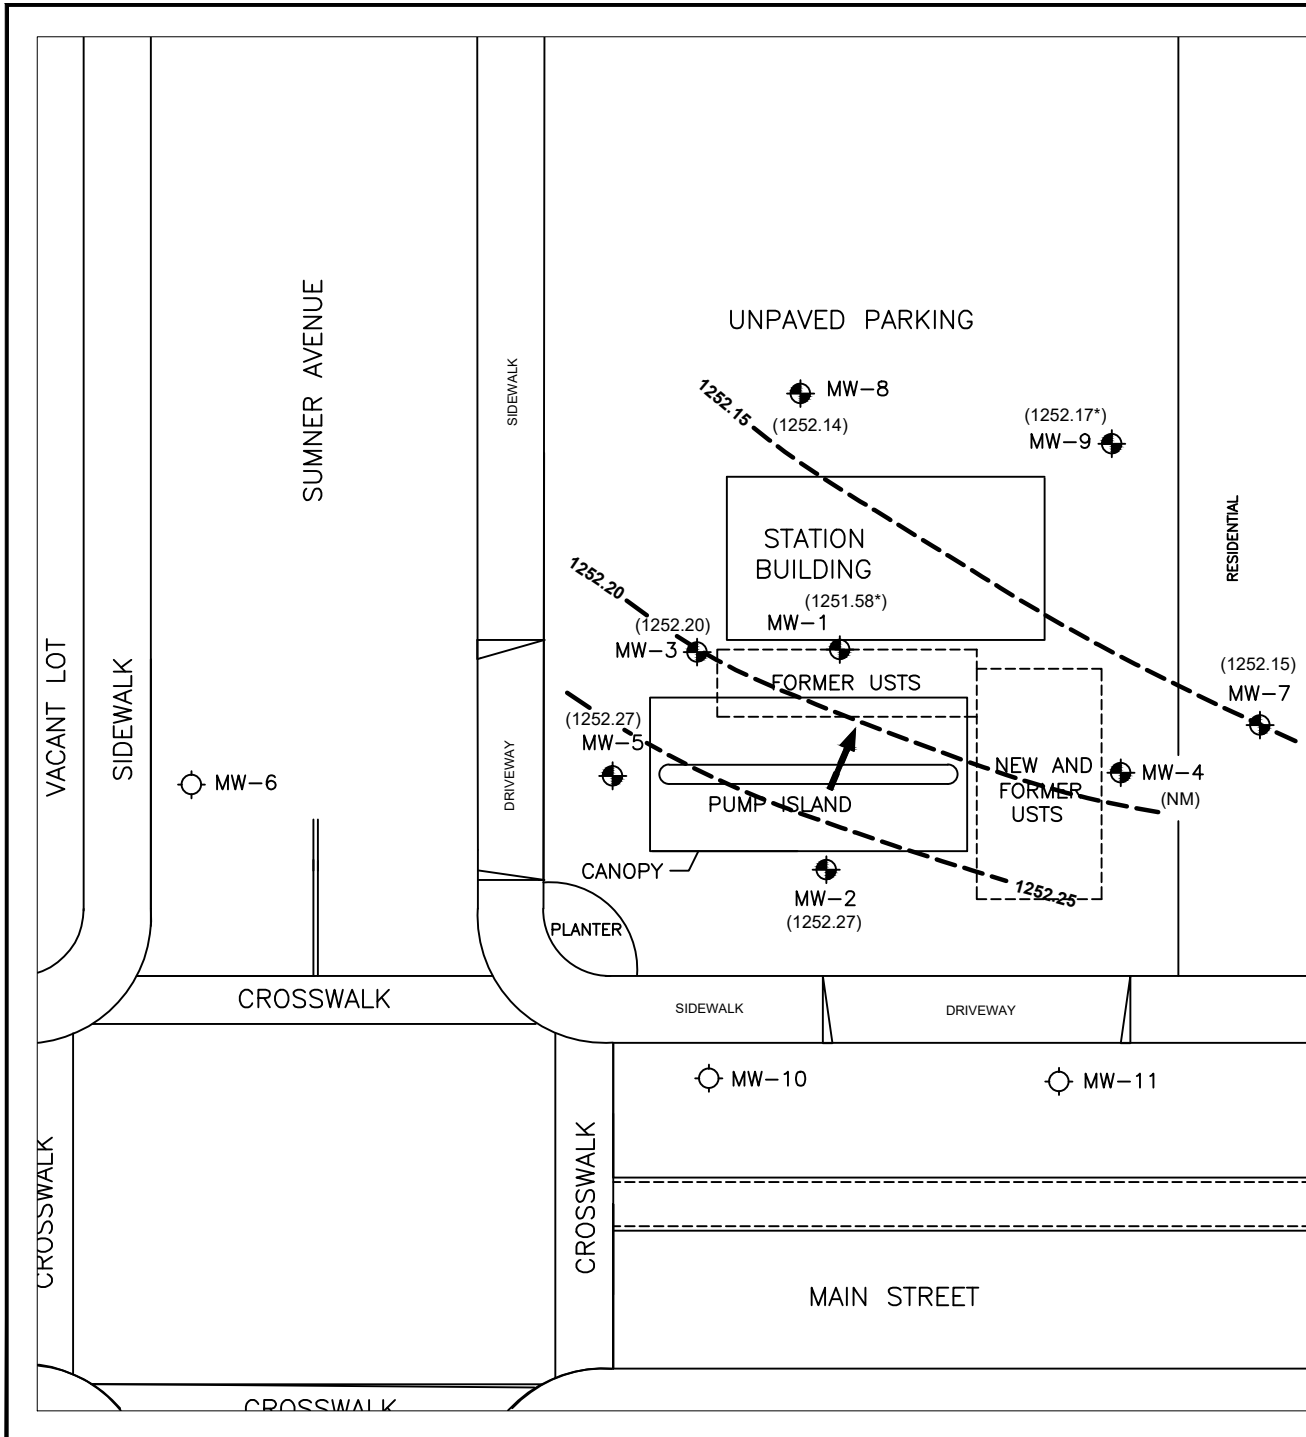 UNPAVED PARKING
SUMNER AVENUE
SIDEWALK
1252.15
MW-8
(1252.14)
(1252.17*)
MW-9
RESIDENTIAL
STATION
BUILDING
1252.20
(1251.58*)
MW-1
(1252.20)
MW-3
FORMER USTS
(1252.15)
MW-7
VACANT LOT
SIDEWALK
(1252.27)
MW-5
DRIVEWAY
MW-6
NEW AND
FORMER
USTS
MW-4
(NM)
PUMP ISLAND
CANOPY
MW-2
(1252.27)
1252.25
PLANTER
CROSSWALK
SIDEWALK
DRIVEWAY
MW-10
MW-11
CROSSWALK
CROSSWALK
MAIN STREET
CROSSWALK